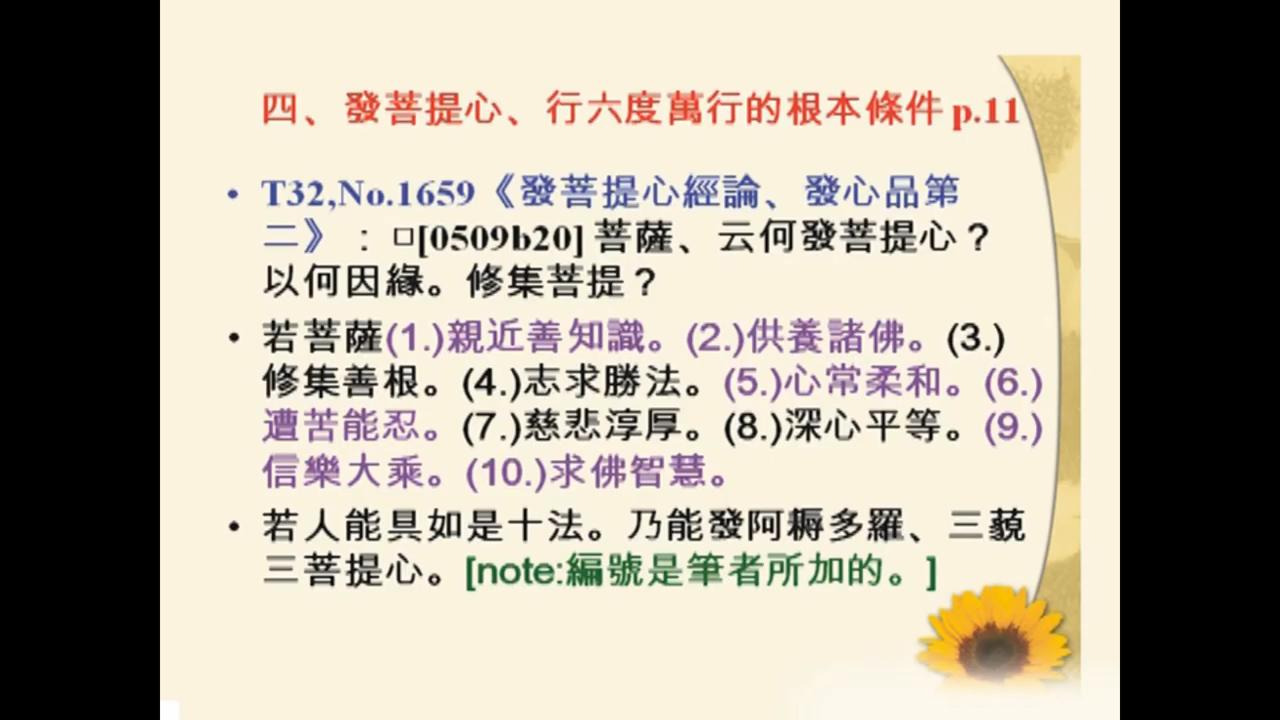 四、發菩提心、行六度萬行的根本條件 p.11
• T32,No.1659《發菩提心經論、發心品第
二》：□[0509b20] 菩薩、云何發菩提心？
以何因緣。修集菩提？
• 若菩薩(1.)親近善知識。(2.)供養諸佛。(3.)
修集善根。(4.)志求勝法。(5.)心常柔和。(6.)
遭苦能忍。(7.)慈悲淳厚。(8.)深心平等。(9.)
信樂大乘。(10.)求佛智慧。
• 若人能具如是十法。乃能發阿耨多羅、三藐
三菩提心。[note:編號是筆者所加的。]